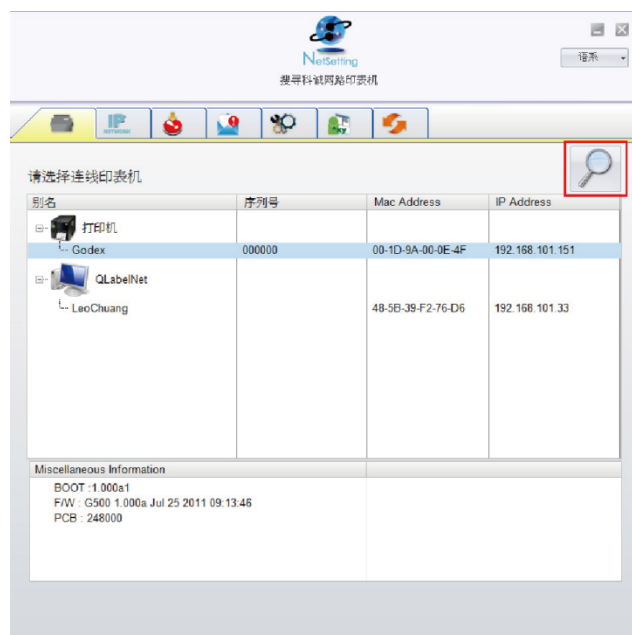 NetSetting
搜寻科诚网路印表机
语系
IP
NETWORK
请选择连线印表机
别名 序列号 Mac Address IP Address
打印机
Godex 000000 00-1D-9A-00-0E-4F 192.168.101.151
QLabelNet
LeoChuang 48-5B-39-F2-76-D6 192.168.101.33
Miscellaneous Information
BOOT :1.000a1
F/W : G500 1.000a Jul 25 2011 09:13:46
PCB : 248000